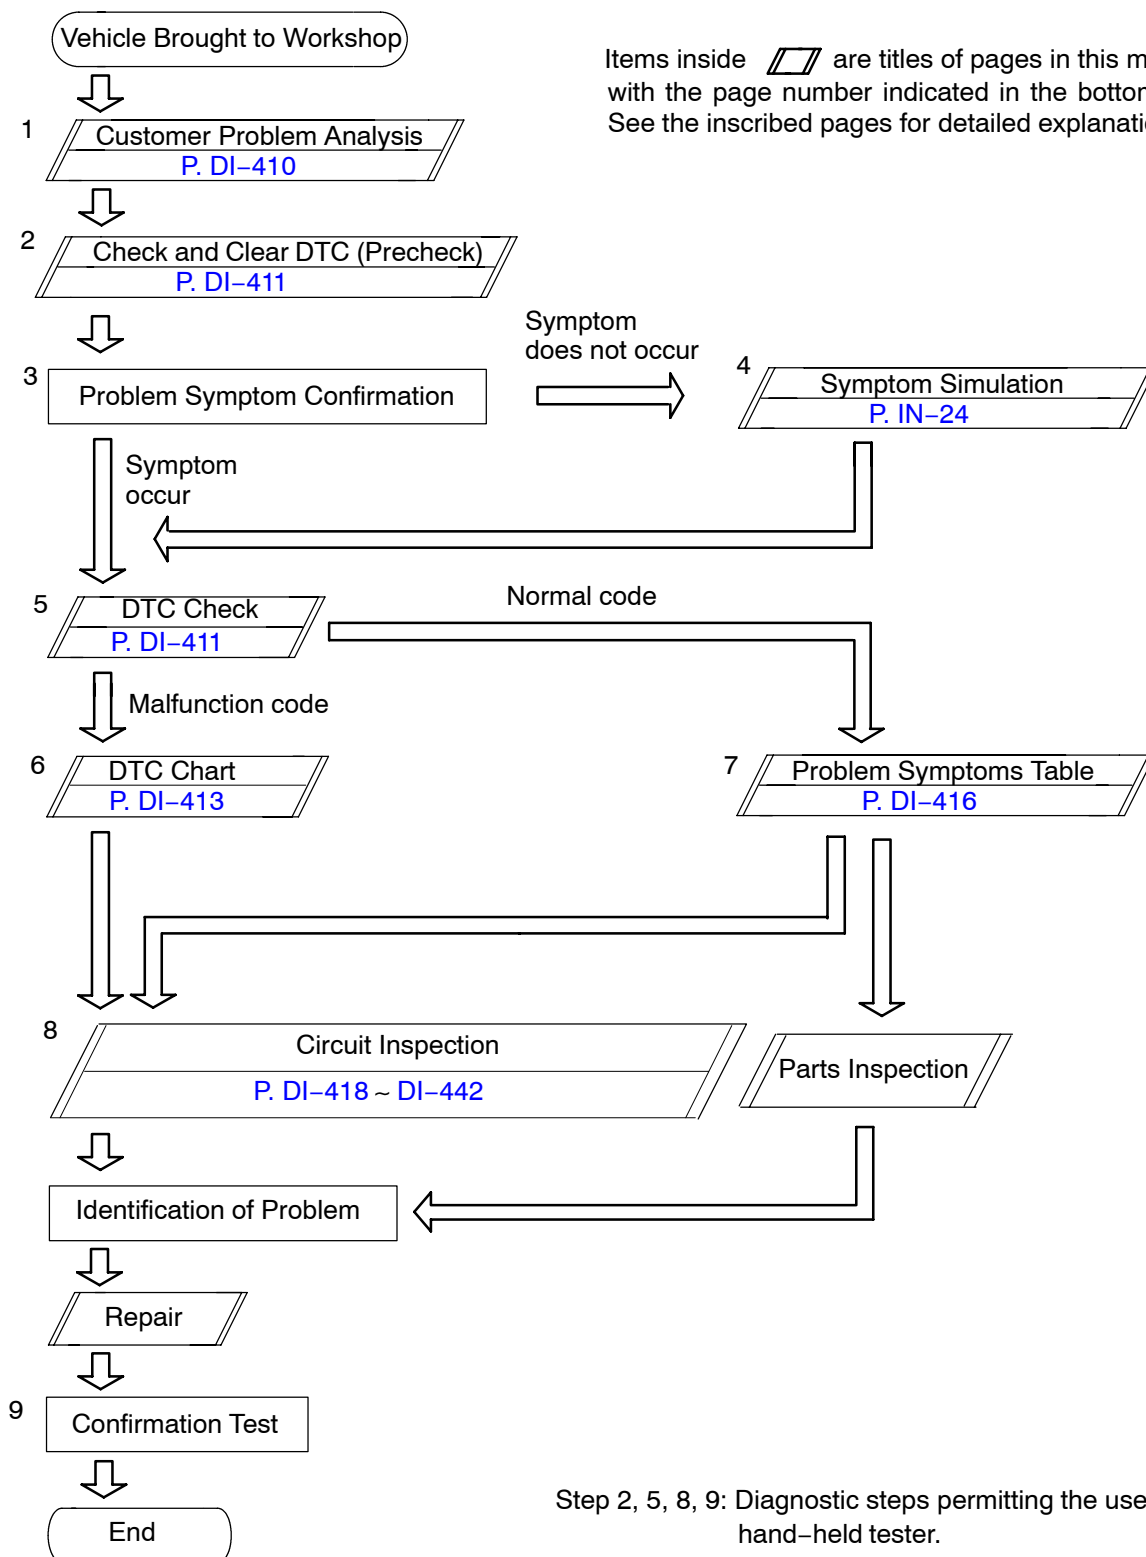 Vehicle Brought to Workshop
Items inside are titles of pages in this
with the page number indicated in the
See the inscribed pages for detailed
1
Customer Problem Analysis
P. DI−410
2
Check and Clear DTC (Precheck)
P. DI−411
Symptom
does not occur
3
Problem Symptom Confirmation
4
Symptom Simulation
P. IN−24
Symptom
occur
5
DTC Check
P. DI−411
Normal code
Malfunction code
6
DTC Chart
P. DI−413
7
Problem Symptoms Table
P. DI−416
8
Circuit Inspection
P. DI−418 ~ DI−442
Parts Inspection
Identification of Problem
Repair
9
Confirmation Test
End
Step 2, 5, 8, 9: Diagnostic steps permitting the use
hand−held tester.